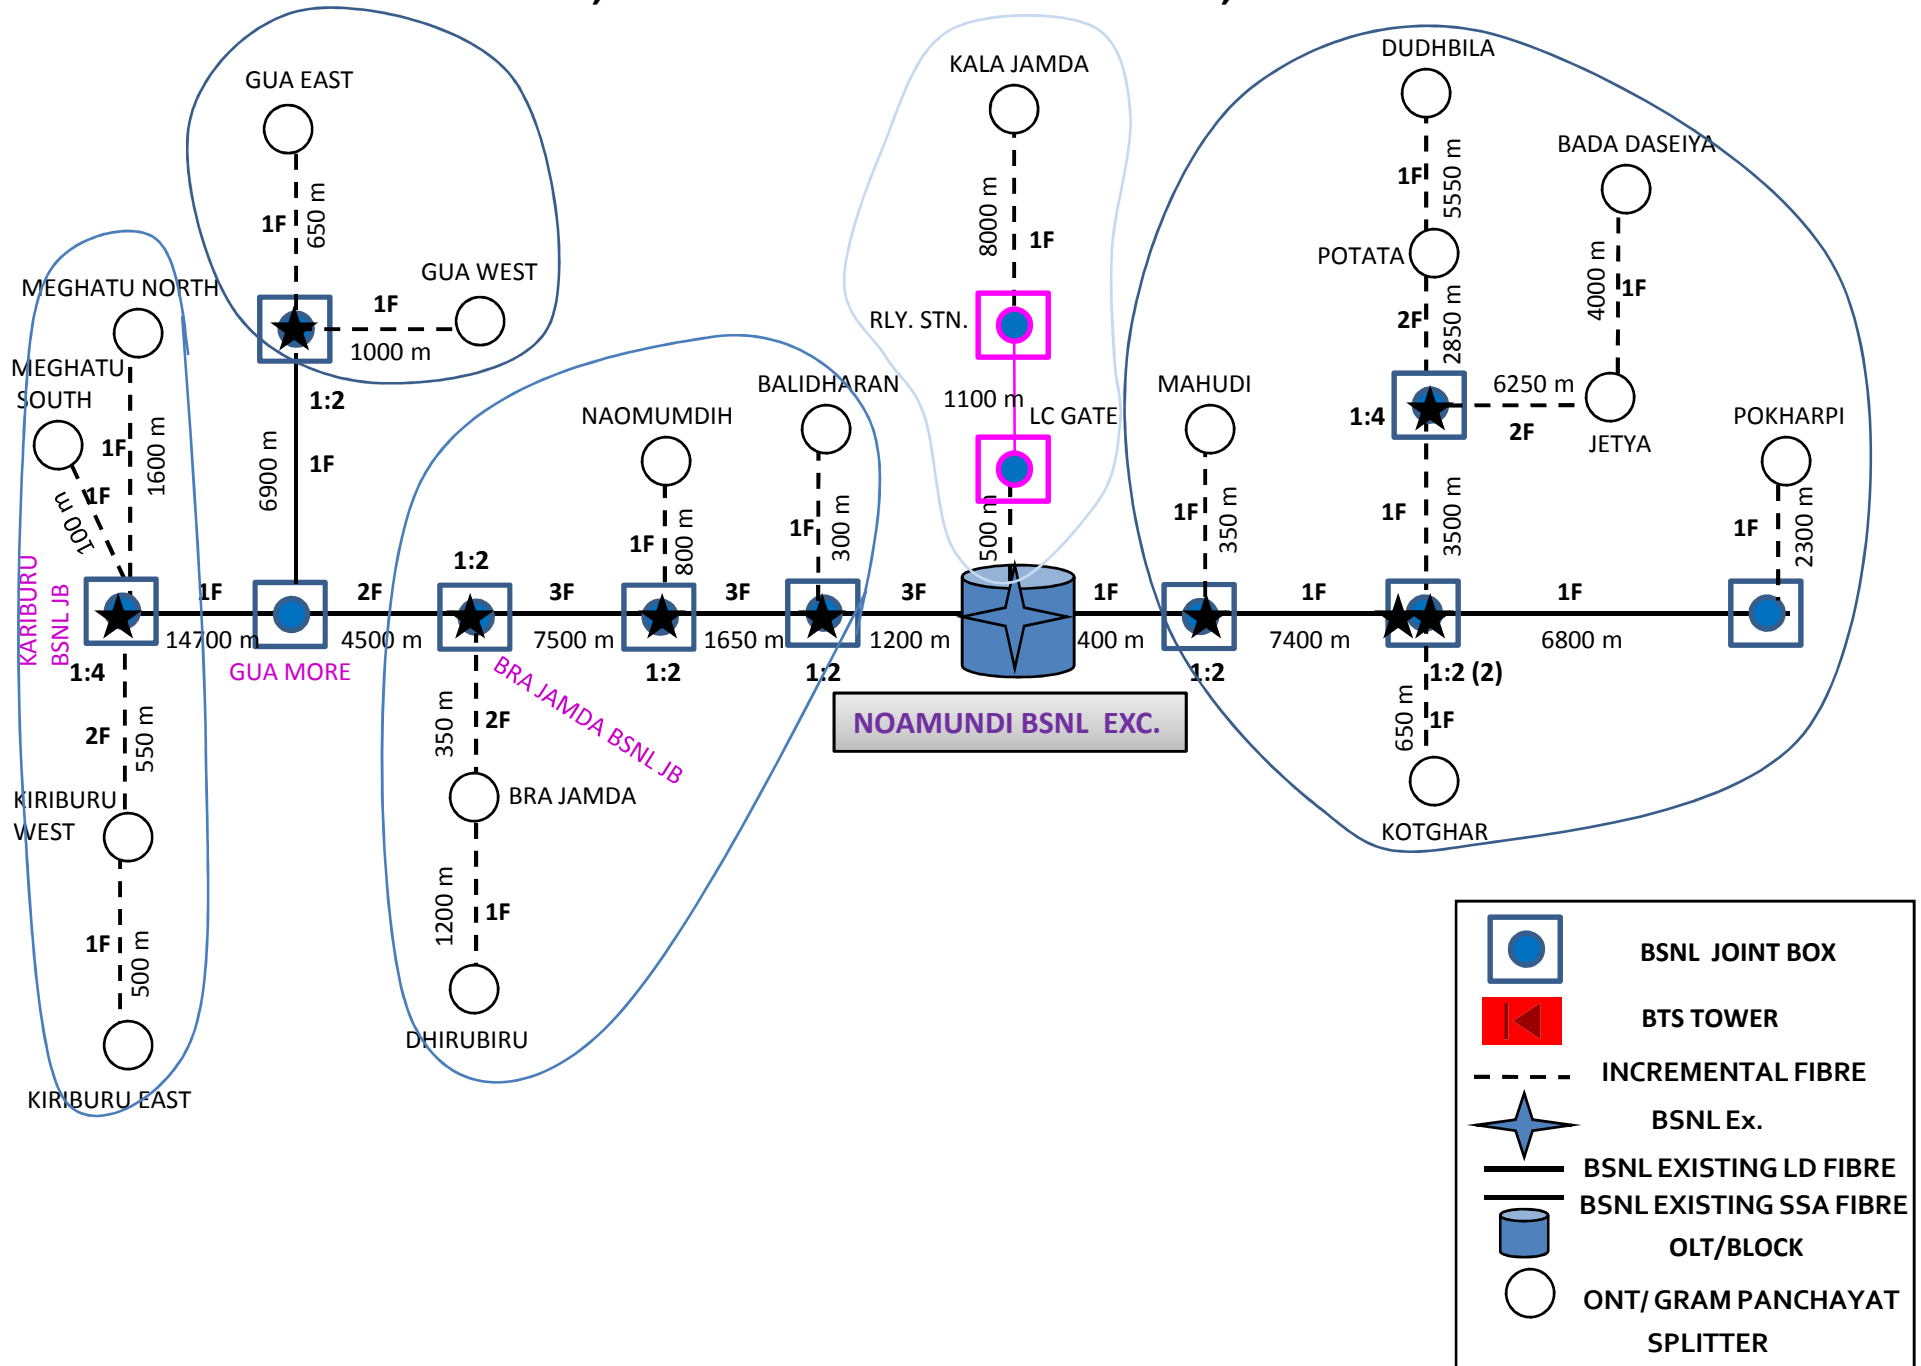 DUDHBILA
KALA JAMDA
GUA EAST
BADA DASEIYA
1F
5550 m
650 m
1F
8000 m
1F
POTATA
GUA WEST
1F
1000 m
4000 m
1F
MEGHATU NORTH
RLY. STN.
2F
2850 m
MEGHATU
SOUTH
1:2
BALIDHARAN
1100 m
MAHUDI
6250 m
1:4
2F
JETYA
NAOMUMDIH
LC GATE
POKHARPI
1F
1600 m
1F
100 m
6900 m
1F
1F
800 m
1F
300 m
500 m
1F
350 m
1F
3500 m
1F
2300 m
1:2
KARIBURU
BSNL JB
1F
14700 m
2F
4500 m
3F
7500 m
3F
1650 m
3F
1200 m
1F
400 m
1F
7400 m
1F
6800 m
1:4
GUA MORE
BRA JAMDA BSNL JB
1:2
1:2
1:2
1:2 (2)
2F
550 m
350 m
2F
NOAMUNDI BSNL EXC.
650 m
1F
KIRIBURU
WEST
BRA JAMDA
KOTGHAR
1F
500 m
1200 m
1F
DHIRUBIRU
KIRIBURU EAST
BSNL JOINT BOX
BTS TOWER
INCREMENTAL FIBRE
BSNL Ex.
BSNL EXISTING LD FIBRE
BSNL EXISTING SSA FIBRE
OLT/BLOCK
ONT/ GRAM PANCHAYAT
SPLITTER